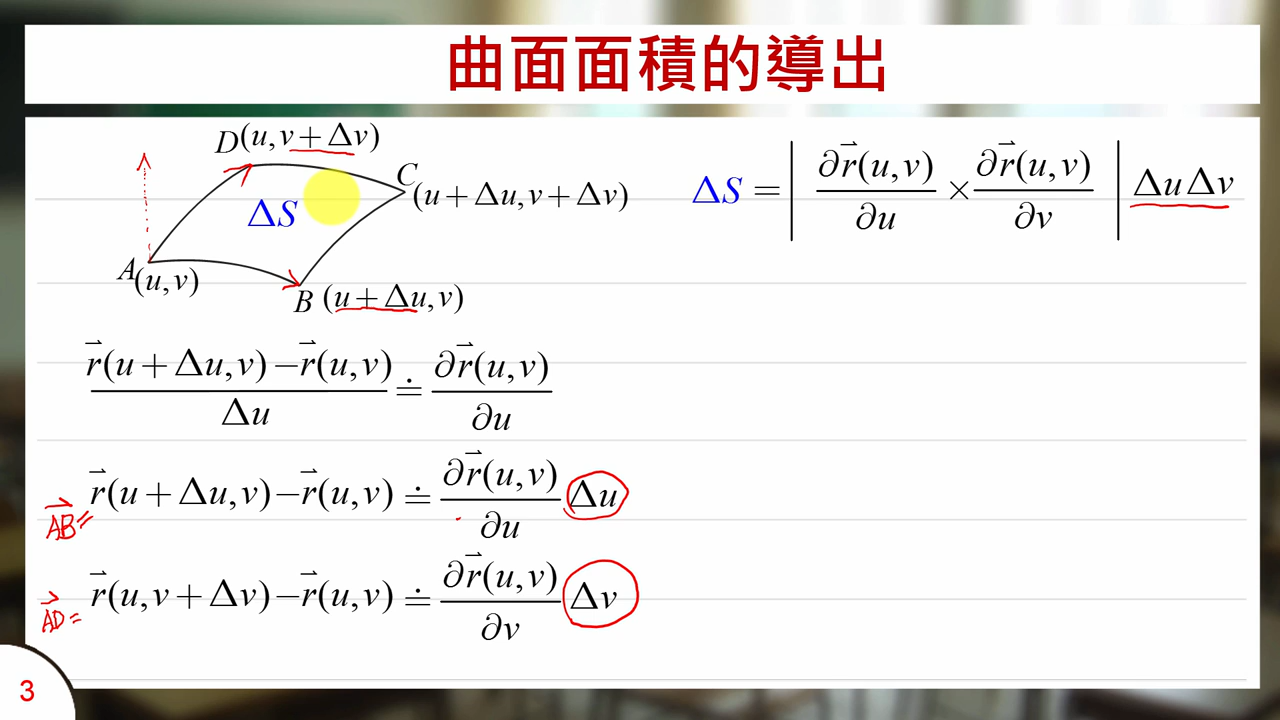 曲面面積的導出
D(u, v + Δv)
C
(u + Δu, v + Δv)
ΔS
A(u, v)
B (u + Δu, v)
ΔS = | ∂r⃗(u, v)/∂u × ∂r⃗(u, v)/∂v | ΔuΔv
(r⃗(u + Δu, v) − r⃗(u, v))/Δu ≐ ∂r⃗(u, v)/∂u
AB⃗ = r⃗(u + Δu, v) − r⃗(u, v) ≐ ∂r⃗(u, v)/∂u Δu
AD⃗ = r⃗(u, v + Δv) − r⃗(u, v) ≐ ∂r⃗(u, v)/∂v Δv
3